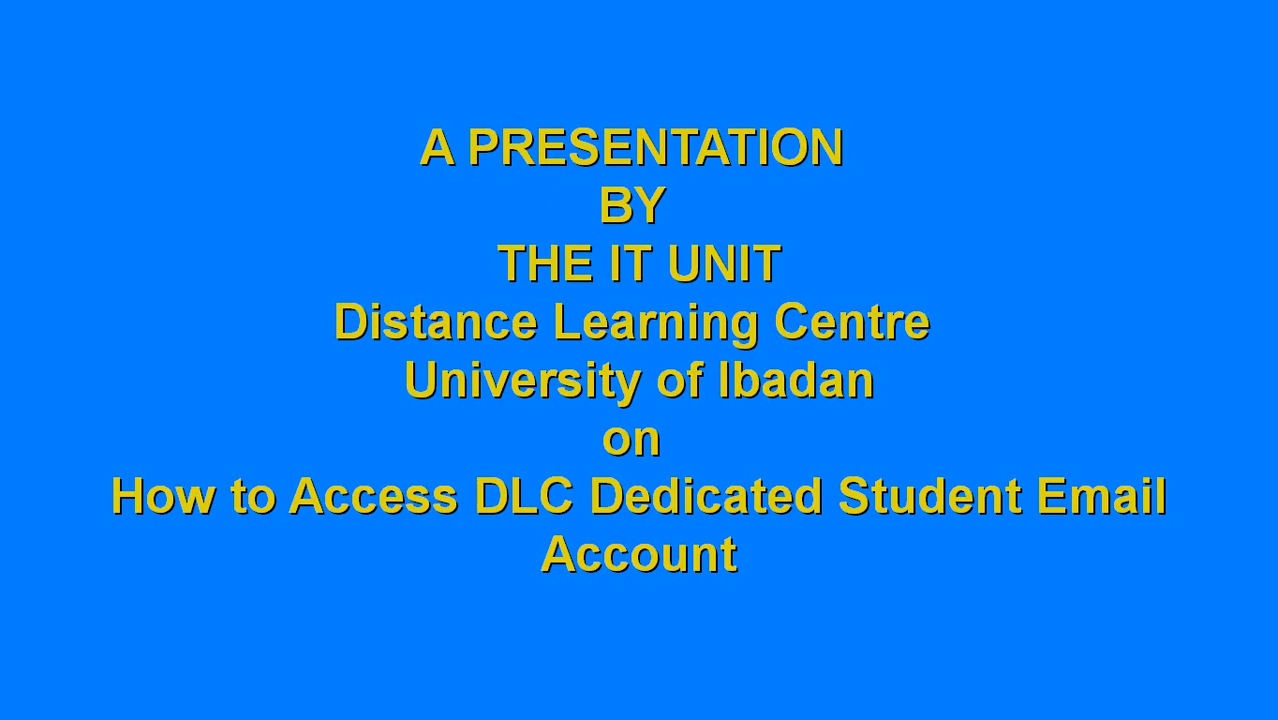 A PRESENTATION
BY
THE IT UNIT
Distance Learning Centre
University of Ibadan
on
How to Access DLC Dedicated Student Email
Account